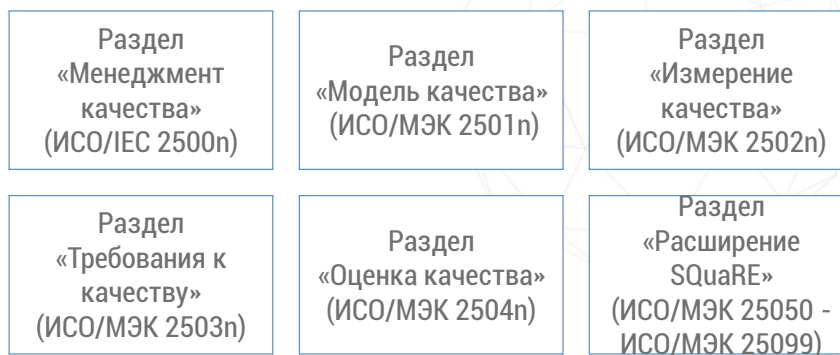 Раздел
«Менеджмент
качества»
(ИСО/IEC 2500n)
Раздел
«Модель качества»
(ИСО/МЭК 2501n)
Раздел
«Измерение
качества»
(ИСО/МЭК 2502n)
Раздел
«Требования к
качеству»
(ИСО/МЭК 2503n)
Раздел
«Оценка качества»
(ИСО/МЭК 2504n)
Раздел
«Расширение
SQuaRE»
(ИСО/МЭК 25050 -
ИСО/МЭК 25099)